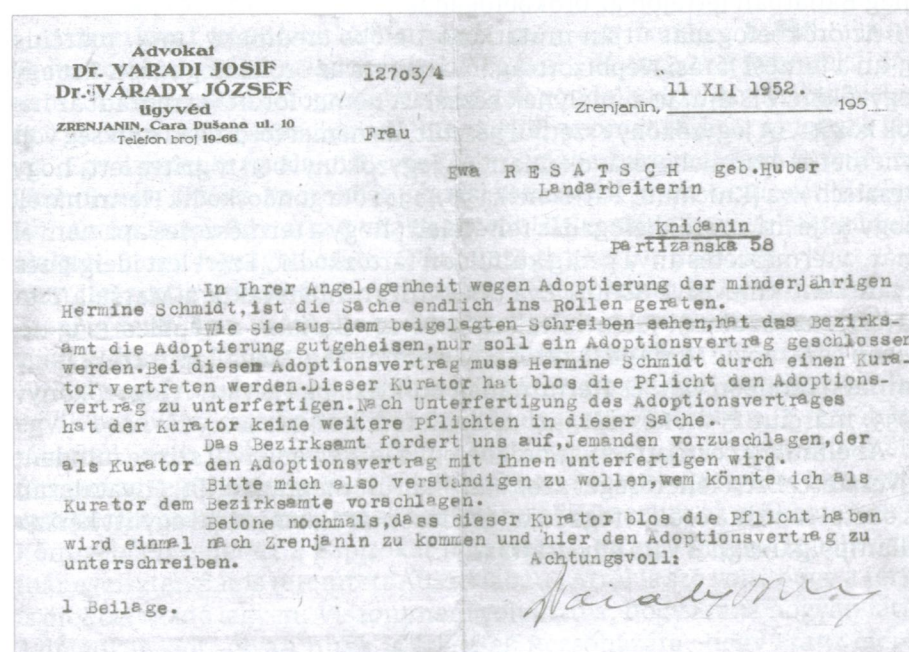 Advokat
Dr. VARADI JOSIF
Dr. VÁRADY JÓZSEF
ügyvéd
ZRENJANIN, Cara Dušana ul. 10
Telefon broj 19-66
12703/4
Zrenjanin, 11 XII 1952. 195
Frau
Ewa RESAVSCI geb.Huber
Landarbeiterin
Knićanin
partizanska 58
In Ihrer Angelegenheit wegen Adoptierung der minderjährigen
Hermine Schmidt,ist die Sache endlich ins Rollen geraten.
Wie sie aus dem beigelagten Schreiben sehen,hat das Bezirks-
amt die Adoptierung gutgeheisen,nur soll ein Adoptionsvertrag geschlossen
werden.Bei diesem Adoptionsvertrag muss Hermine Schmidt durch einen Kura-
tor vertreten werden.Dieser Kurator hat blos die Pflicht den Adoptions-
vertrag zu unterfertigen.Nach Unterfertigung des Adoptionsvertrages
hat der Kurator keine weitere Pflichten in dieser Sache.
Das Bezirksamt fordert uns auf,Jemanden vorzuschlagen,der
als Kurator den Adoptionsvertrag mit Ihnen unterfertigen wird.
Bitte mich also verständigen zu wollen,wem könnte ich als
Kurator dem Bezirksamte vorschlagen.
Betone nochmals,dass dieser Kurator blos die Pflicht haben
wird einmal nach Zrenjanin zu kommen und hier den Adoptionsvertrag zu
unterschreiben. Achtungsvoll:
1 Beilage.